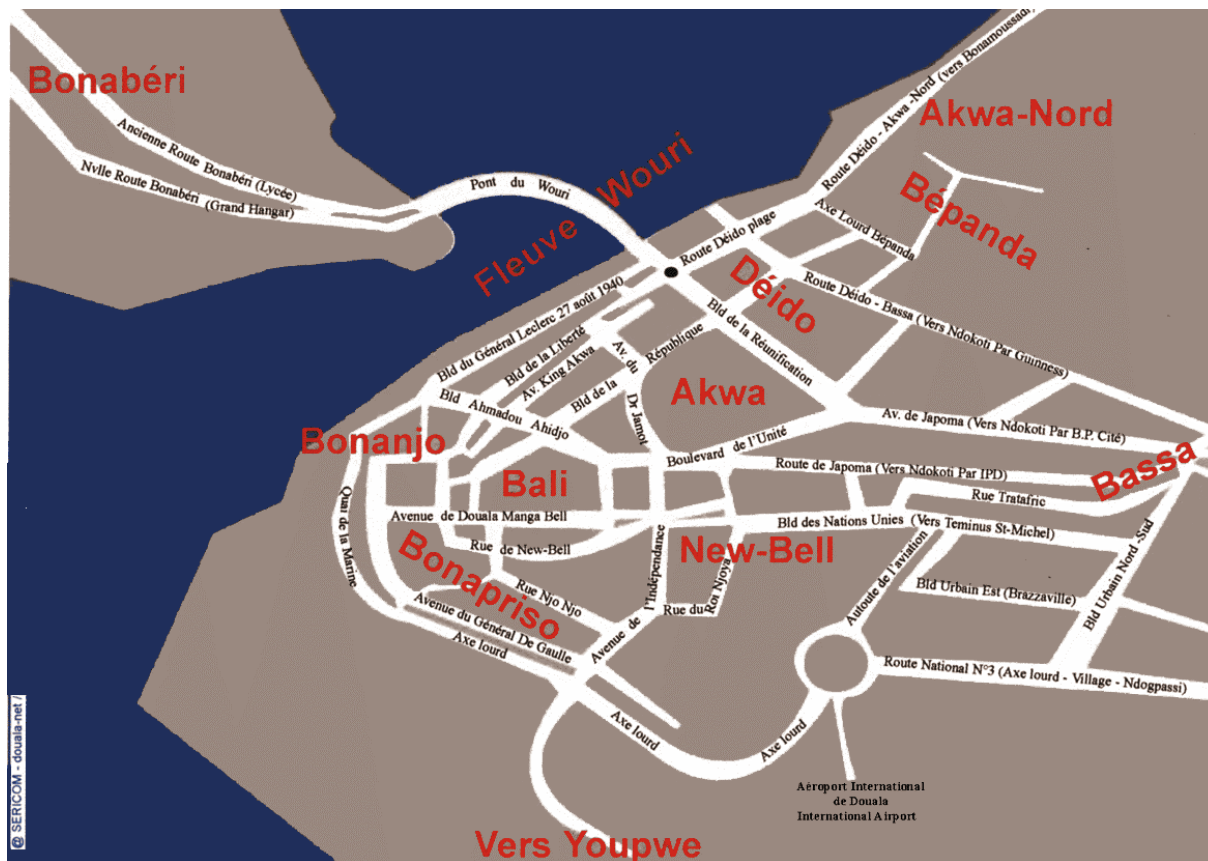 Bonabéri
Ancienne Route Bonabéri (Lycée)
Nvlle Route Bonabéri (Grand Hangar)
Pont du Wouri
Fleuve Wouri
Route Déido - Akwa -Nord (vers Bonamoussadi)
Akwa-Nord
Bépanda
Axe Lourd Bépanda
Route Déido plage
Déido
Route Déido - Bassa (Vers Ndokoti Par Guinness)
Bld du Général Leclerc 27 août 1940
Bld de la Liberté
Av. King Akwa
Bld de la République
Av. du Dr Jamot
Bld de la Réunification
Akwa
Bld Ahmadou Ahidjo
Av. de Japoma (Vers Ndokoti Par B.P. Cité)
Boulevard de l'Unité
Bonanjo
Bali
Route de Japoma (Vers Ndokoti Par IPD)
Bassa
Rue Tratafric
Quai de la Marine
Avenue de Douala Manga Bell
Bld des Nations Unies (Vers Teminus St-Michel)
Rue de New-Bell
New-Bell
Bonapriso
Rue Njo Njo
Avenue de l'Indépendance
Rue du Roi Njoya
Autoute de l'aviation
Bld Urbain Est (Brazzaville)
Bld Urbain Nord -Sud
Avenue du Général De Gaulle
Axe lourd
Route National N°3 (Axe lourd - Village - Ndogpassi)
Axe lourd
Axe lourd
Aéroport International
de Douala
International Airport
Vers Youpwe
@ SERICOM - douala-net /